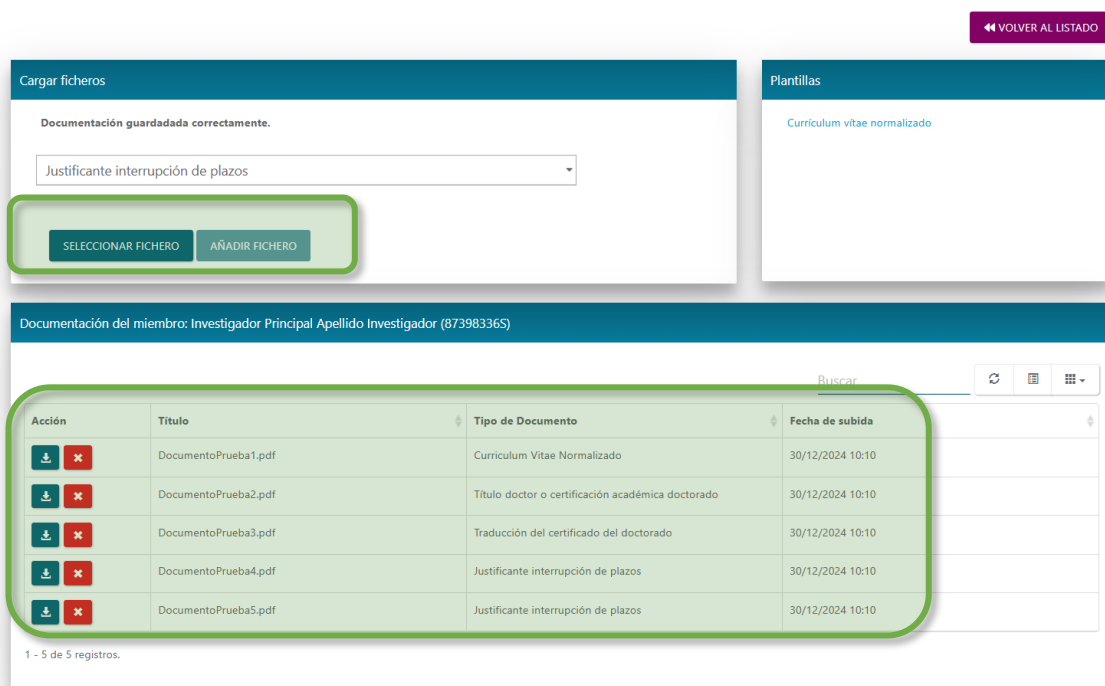 VOLVER AL LISTADO
Cargar ficheros
Plantillas
Documentación guardadada correctamente.
Currículum vítae normalizado
Justificante interrupción de plazos
SELECCIONAR FICHERO AÑADIR FICHERO
Documentación del miembro: Investigador Principal Apellido Investigador (87398336S)
Buscar
Acción Título Tipo de Documento Fecha de subida
DocumentoPrueba1.pdf Curriculum Vitae Normalizado 30/12/2024 10:10
DocumentoPrueba2.pdf Título doctor o certificación académica doctorado 30/12/2024 10:10
DocumentoPrueba3.pdf Traducción del certificado del doctorado 30/12/2024 10:10
DocumentoPrueba4.pdf Justificante interrupción de plazos 30/12/2024 10:10
DocumentoPrueba5.pdf Justificante interrupción de plazos 30/12/2024 10:10
1 - 5 de 5 registros.